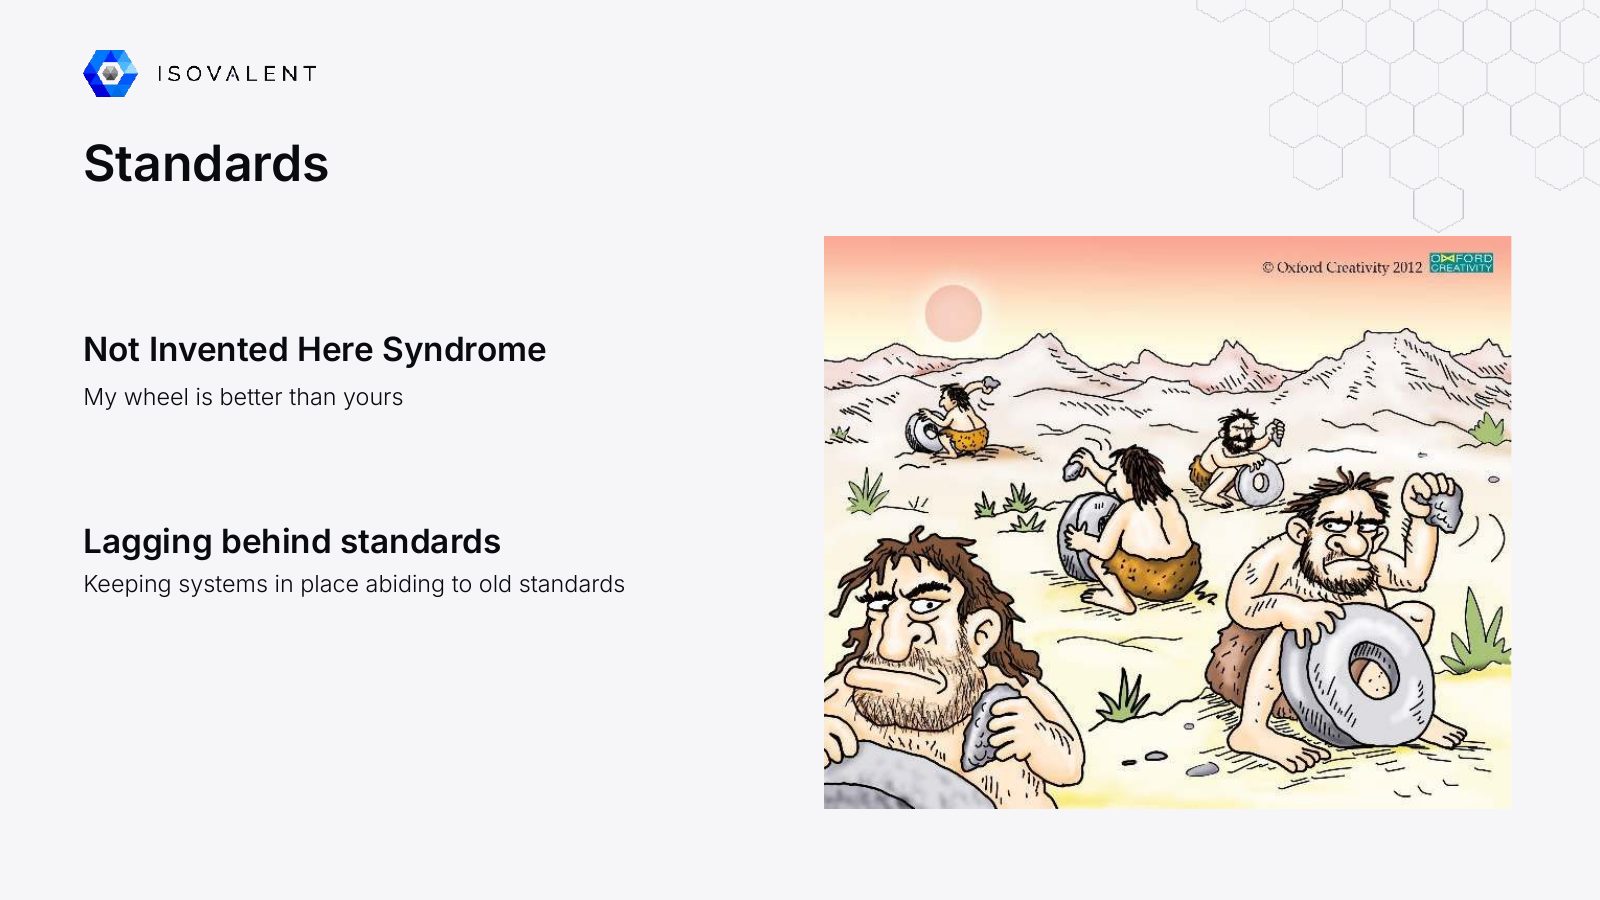 ISOVALENT
Standards
Not Invented Here Syndrome
My wheel is better than yours
Lagging behind standards
Keeping systems in place abiding to old standards
© Oxford Creativity 2012
OXFORD
CREATIVITY